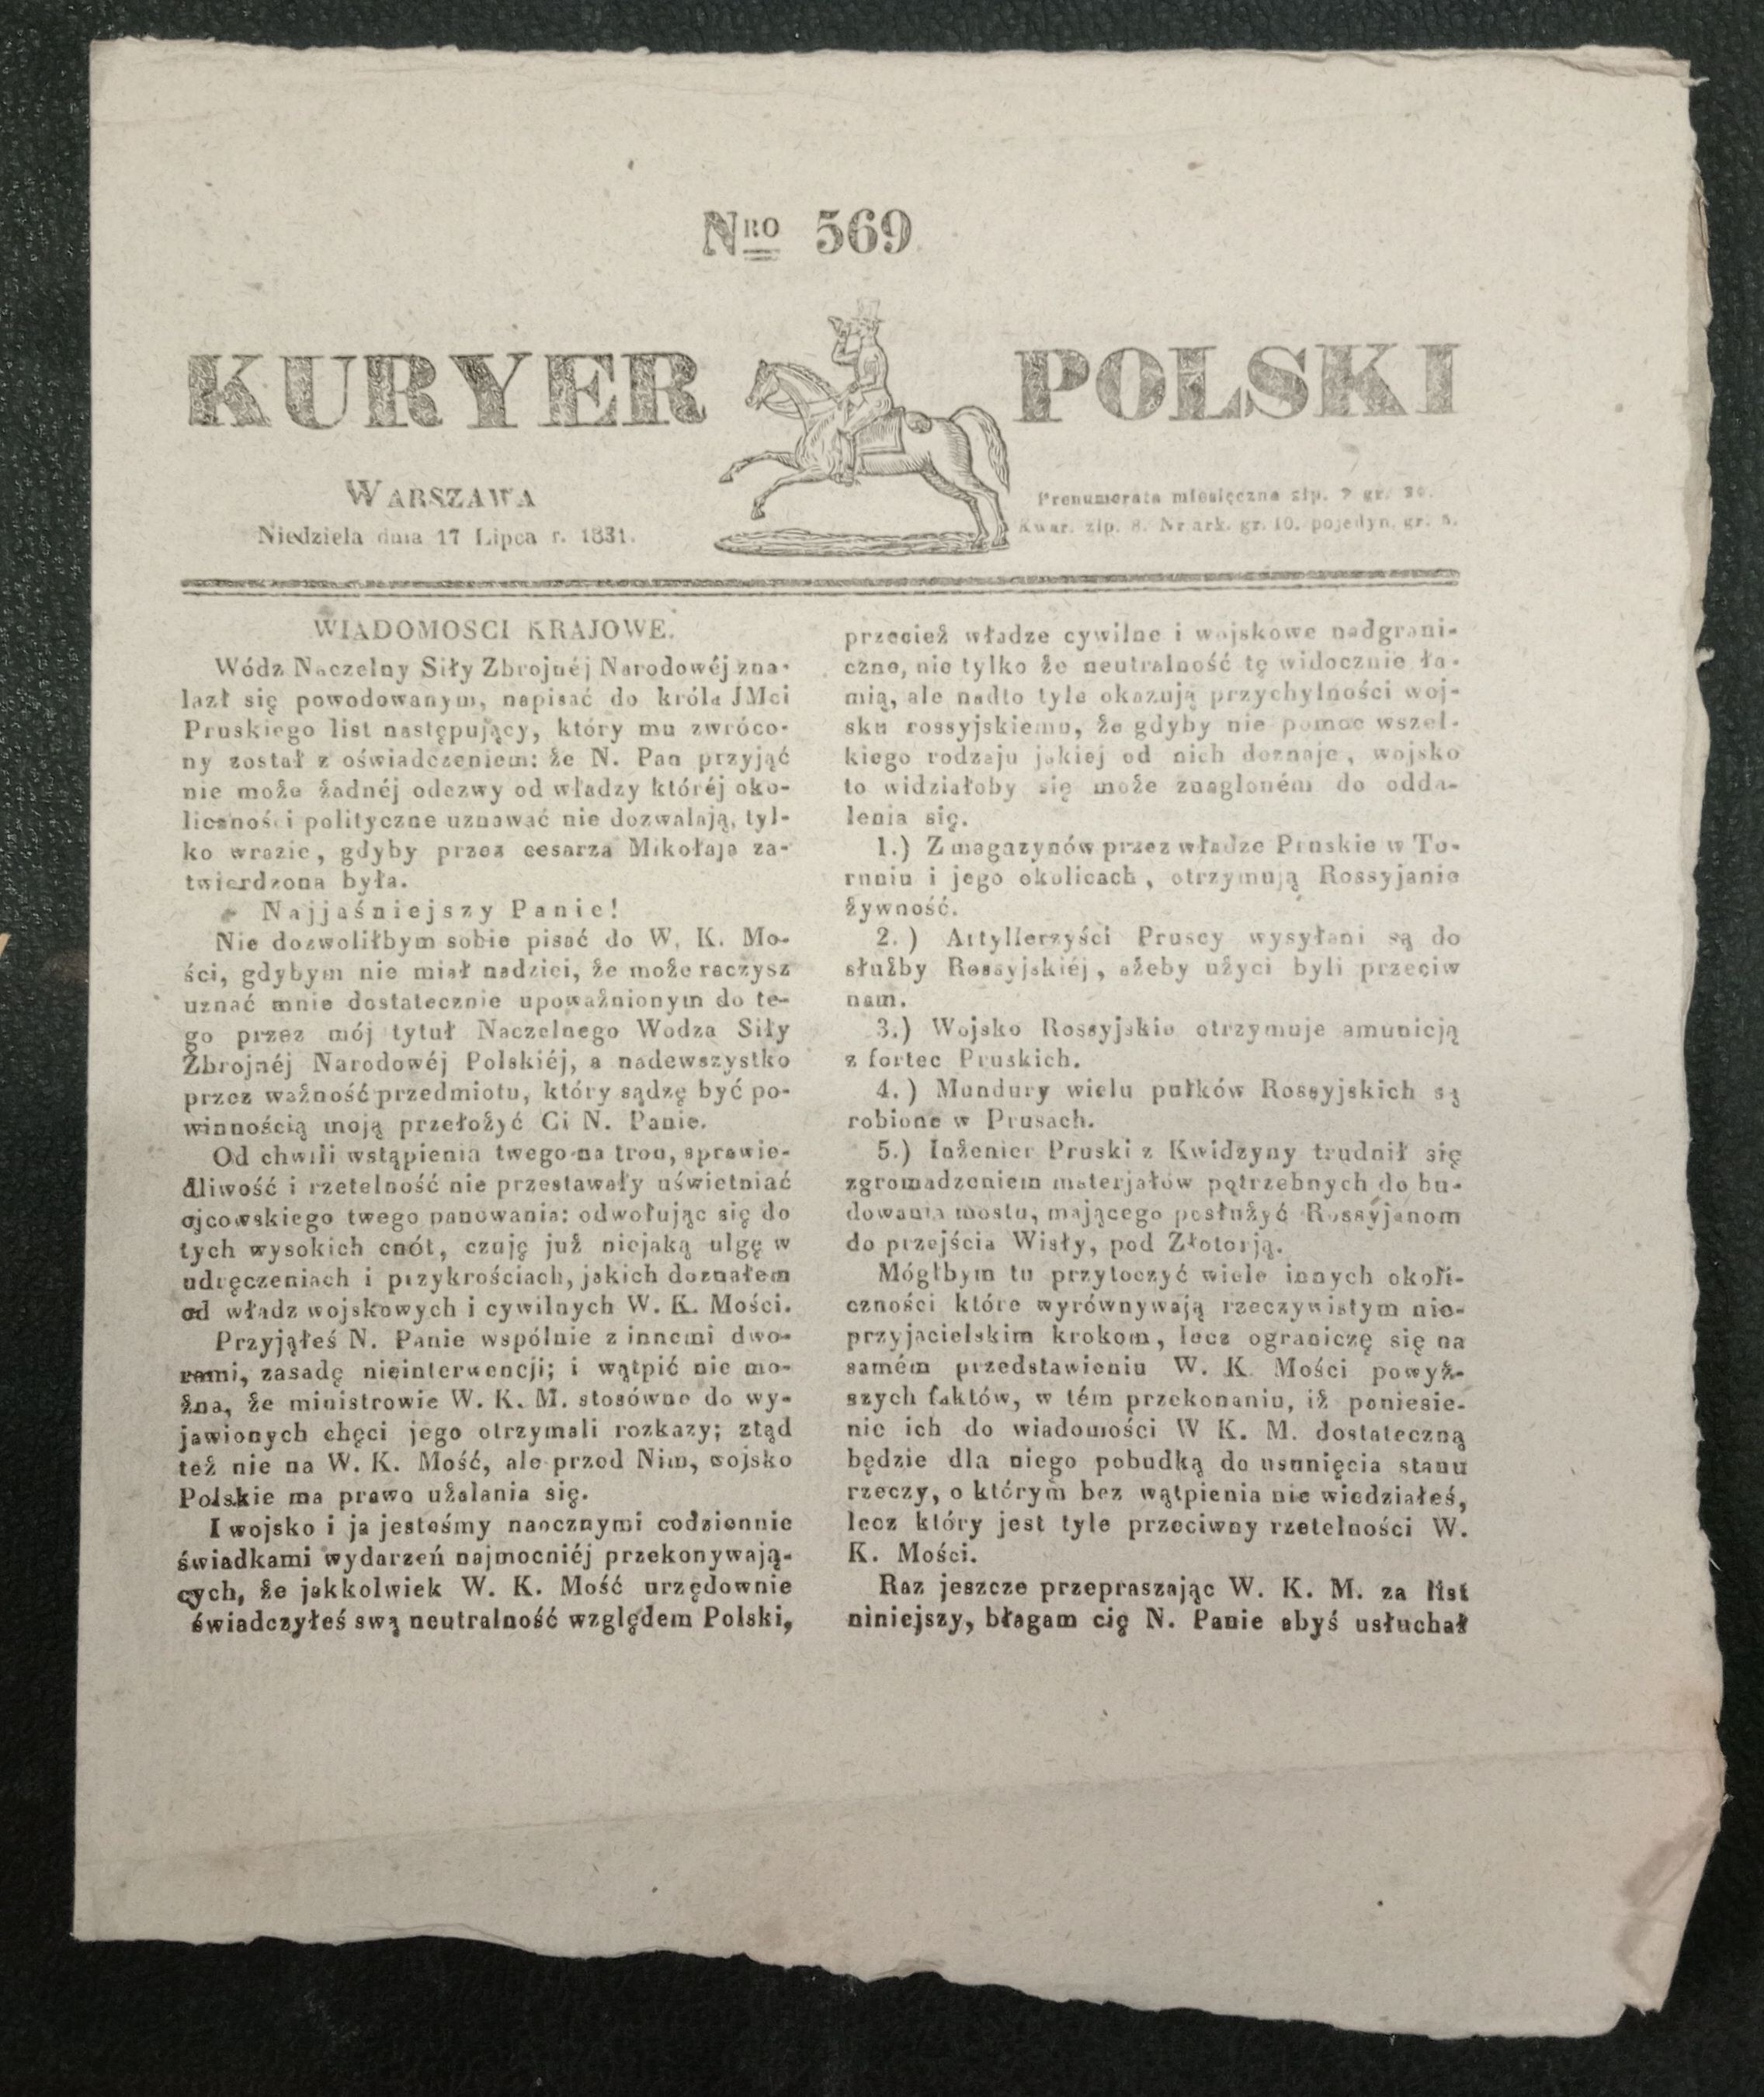 Nro 569
KURYER POLSKI
WARSZAWA
Niedziela dnia 17 Lipca r. 1831.
Prenumerata miesięczna złp. gr.
Kwar. złp. 8. Nr ark. gr. 10. pojedyn. gr. 5.
WIADOMOSCI KRAJOWE.
Wódz Naczelny Siły Zbrojnéj Narodowéj zna-
lazł się powodowanym, napisać do króla JMci
Pruskiego list następujący, który mu zwróco-
ny został z oświadczeniem: że N. Pan przyjąć
nie może żadnéj odezwy od władzy któréj oko-
liczności polityczne uznawać nie dozwalają, tyl-
ko wrazie, gdyby przez cesarza Mikołaja za-
twierdzona była.
Najjaśniejszy Panie!
Nie dozwoliłbym sobie pisać do W. K. Mo-
ści, gdybym nie miał nadziei, że może raczysz
uznać mnie dostatecznie upoważnionym do te-
go przez mój tytuł Naczelnego Wodza Siły
Zbrojnéj Narodowéj Polskiéj, a nadewszystko
przez ważność przedmiotu, który sądzę być po-
winnością moją przełożyć Ci N. Panie.
Od chwili wstąpienia twego na tron, sprawie-
dliwość i rzetelność nie przestawały uświetniać
ojcowskiego twego panowania: odwołując się do
tych wysokich cnót, czuję już niejaką ulgę w
udręczeniach i przykrościach, jakich doznałem
od władz wojskowych i cywilnych W. K. Mości.
Przyjąłeś N. Panie wspólnie z innemi dwo-
rami, zasadę nieinterwencji; i wątpić nie mo-
żna, że ministrowie W. K. M. stosówne do wy-
jawionych chęci jego otrzymali rozkazy; ztąd
też nie na W. K. Mość, ale przed Nim, wojsko
Polskie ma prawo użalania się.
I wojsko i ja jesteśmy naocznymi codziennie
świadkami wydarzeń najmocniéj przekonywają-
cych, że jakkolwiek W. K. Mość urzędownie
świadczyłeś swą neutralność względem Polski,
przecież władze cywilne i wojskowe nadgrani-
czne, nie tylko że neutralność tę widocznie ła-
mią, ale nadto tyle okazują przychylności woj-
sku rossyjskiemu, że gdyby nie pomoc wszel-
kiego rodzaju jakiej od nich doznaje, wojsko
to widziałoby się może znagloném do odda-
lenia się.
1.) Z magazynów przez władze Pruskie w To-
runiu i jego okolicach, otrzymują Rossyjanie
żywność.
2.) Artyllerzyści Pruscy wysyłani są do
służby Rossyjskiéj, ażeby użyci byli przeciw
nam.
3.) Wojsko Rossyjskie otrzymuje amunicją
z fortec Pruskich.
4.) Mundury wielu pułków Rossyjskich są
robione w Prusach.
5.) Inżenier Pruski z Kwidzyny trudnił się
zgromadzeniem materjałów potrzebnych do bu-
dowania mostu, mającego posłużyć Rossyjanom
do przejścia Wisły, pod Złotorją.
Mógłbym tu przytoczyć wiele innych okoli-
czności które wyrównywają rzeczywistym nie-
przyjacielskim krokom, lecz ograniczę się na
samém przedstawieniu W. K. Mości powyż-
szych faktów, w tém przekonaniu, iż poniesie-
nie ich do wiadomości W K. M. dostateczną
będzie dla niego pobudką do usunięcia stanu
rzeczy, o którym bez wątpienia nie wiedziałeś,
lecz który jest tyle przeciwny rzetelności W.
K. Mości.
Raz jeszcze przepraszając W. K. M. za list
niniejszy, błagam cię N. Panie abyś usłuchał